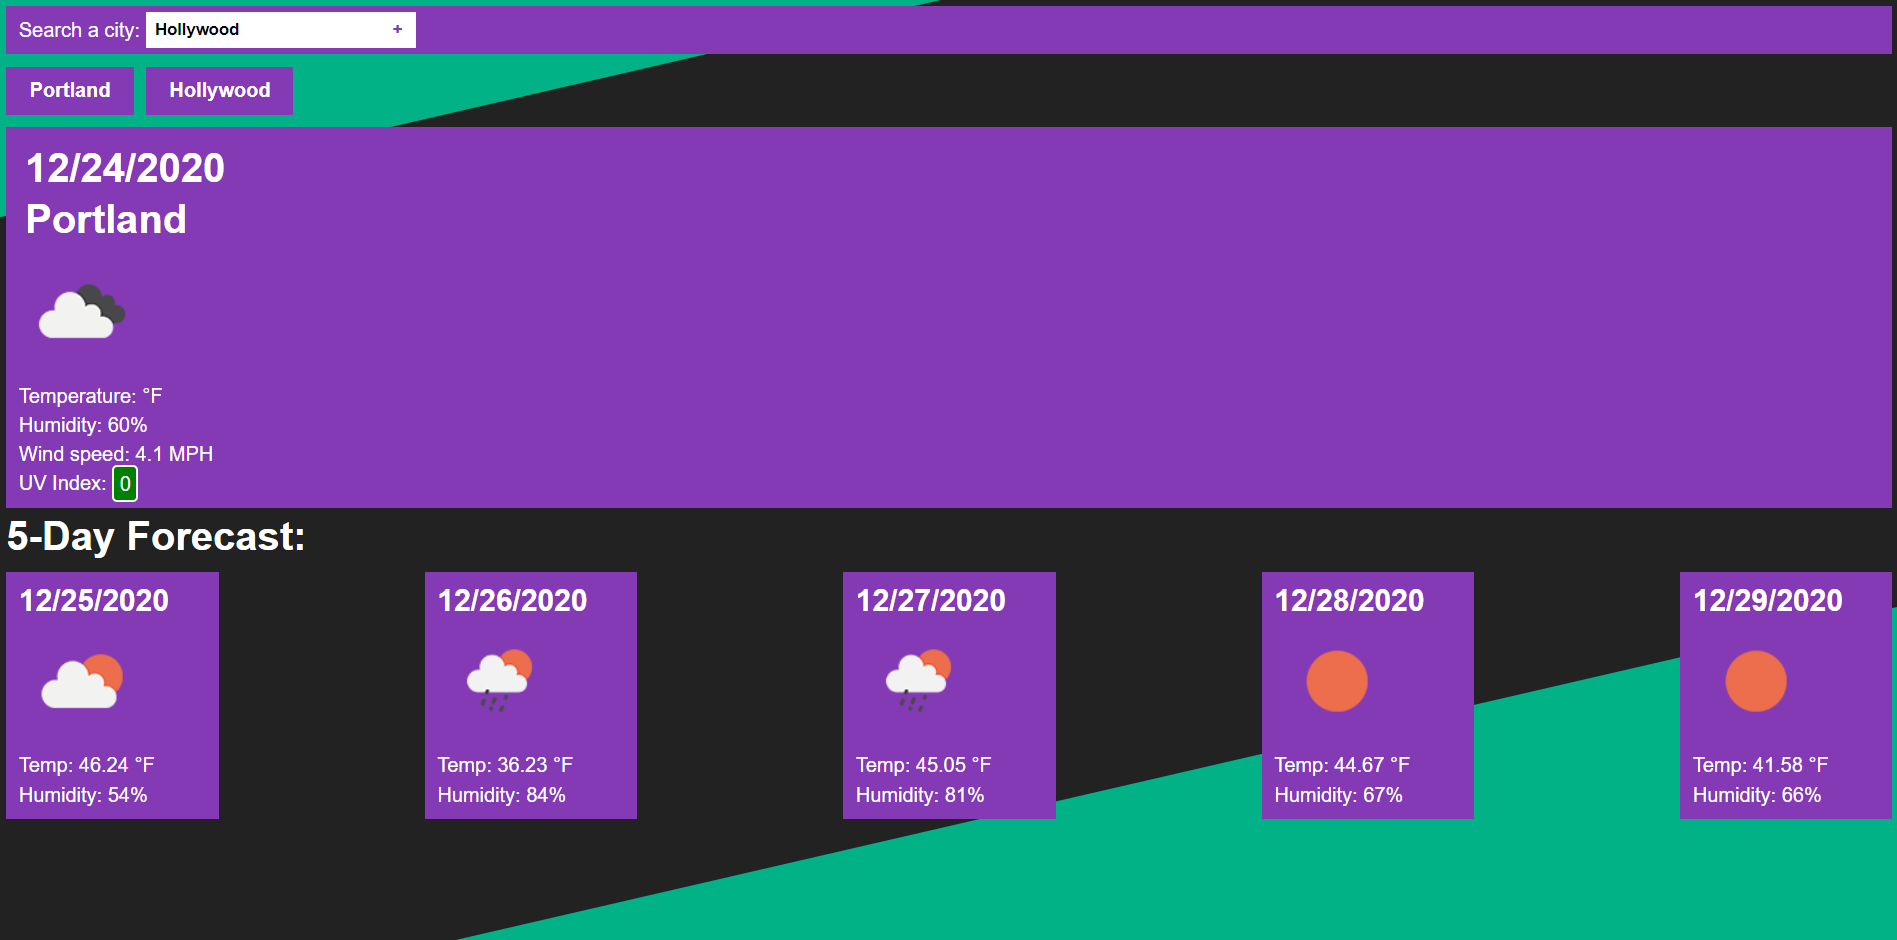 Search a city: Hollywood +
Portland Hollywood
12/24/2020
Portland
Temperature: °F
Humidity: 60%
Wind speed: 4.1 MPH
UV Index: 0
5-Day Forecast:
12/25/2020
Temp: 46.24 °F
Humidity: 54%
12/26/2020
Temp: 36.23 °F
Humidity: 84%
12/27/2020
Temp: 45.05 °F
Humidity: 81%
12/28/2020
Temp: 44.67 °F
Humidity: 67%
12/29/2020
Temp: 41.58 °F
Humidity: 66%